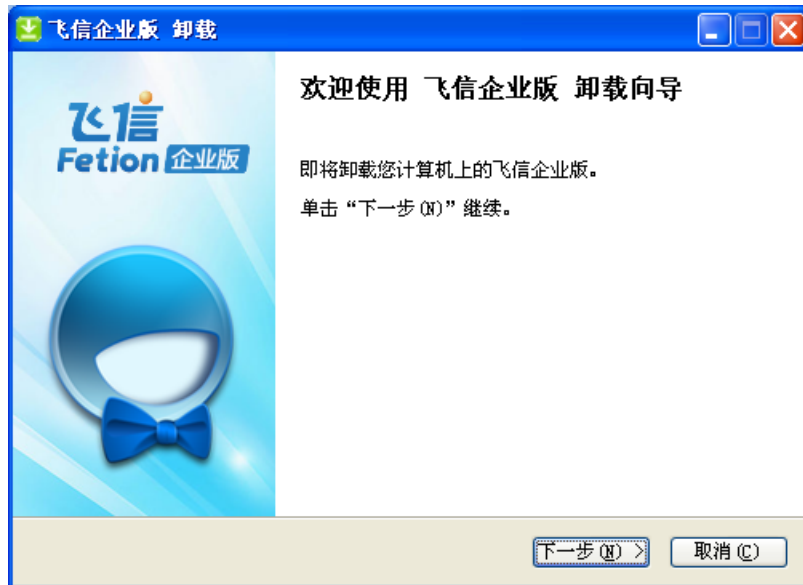 飞信企业版 卸载
飞信
Fetion 企业版
欢迎使用 飞信企业版 卸载向导
即将卸载您计算机上的飞信企业版。
单击“下一步(N)”继续。
下一步(N) >
取消(C)